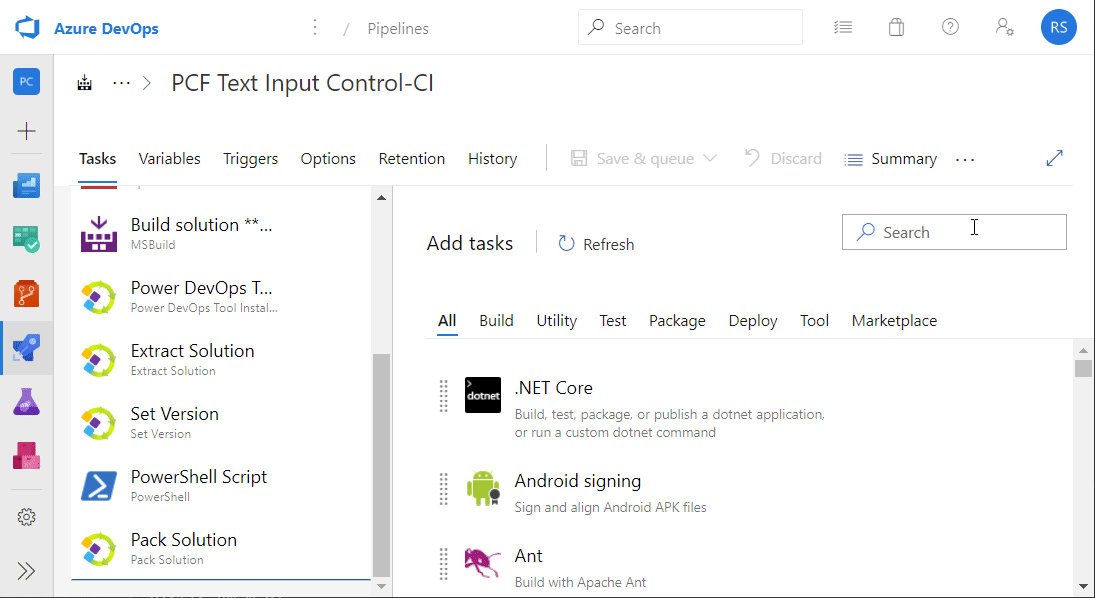 Azure DevOps
/
Pipelines
Search
RS
PC
PCF Text Input Control-CI
Tasks
Variables
Triggers
Options
Retention
History
Save & queue
Discard
Summary
Build solution **...
MSBuild
Power DevOps T...
Power DevOps Tool Instal...
Extract Solution
Extract Solution
Set Version
Set Version
PowerShell Script
PowerShell
Pack Solution
Pack Solution
Add tasks
Refresh
Search
All
Build
Utility
Test
Package
Deploy
Tool
Marketplace
dotnet
.NET Core
Build, test, package, or publish a dotnet application,
or run a custom dotnet command
Android signing
Sign and align Android APK files
Ant
Build with Apache Ant